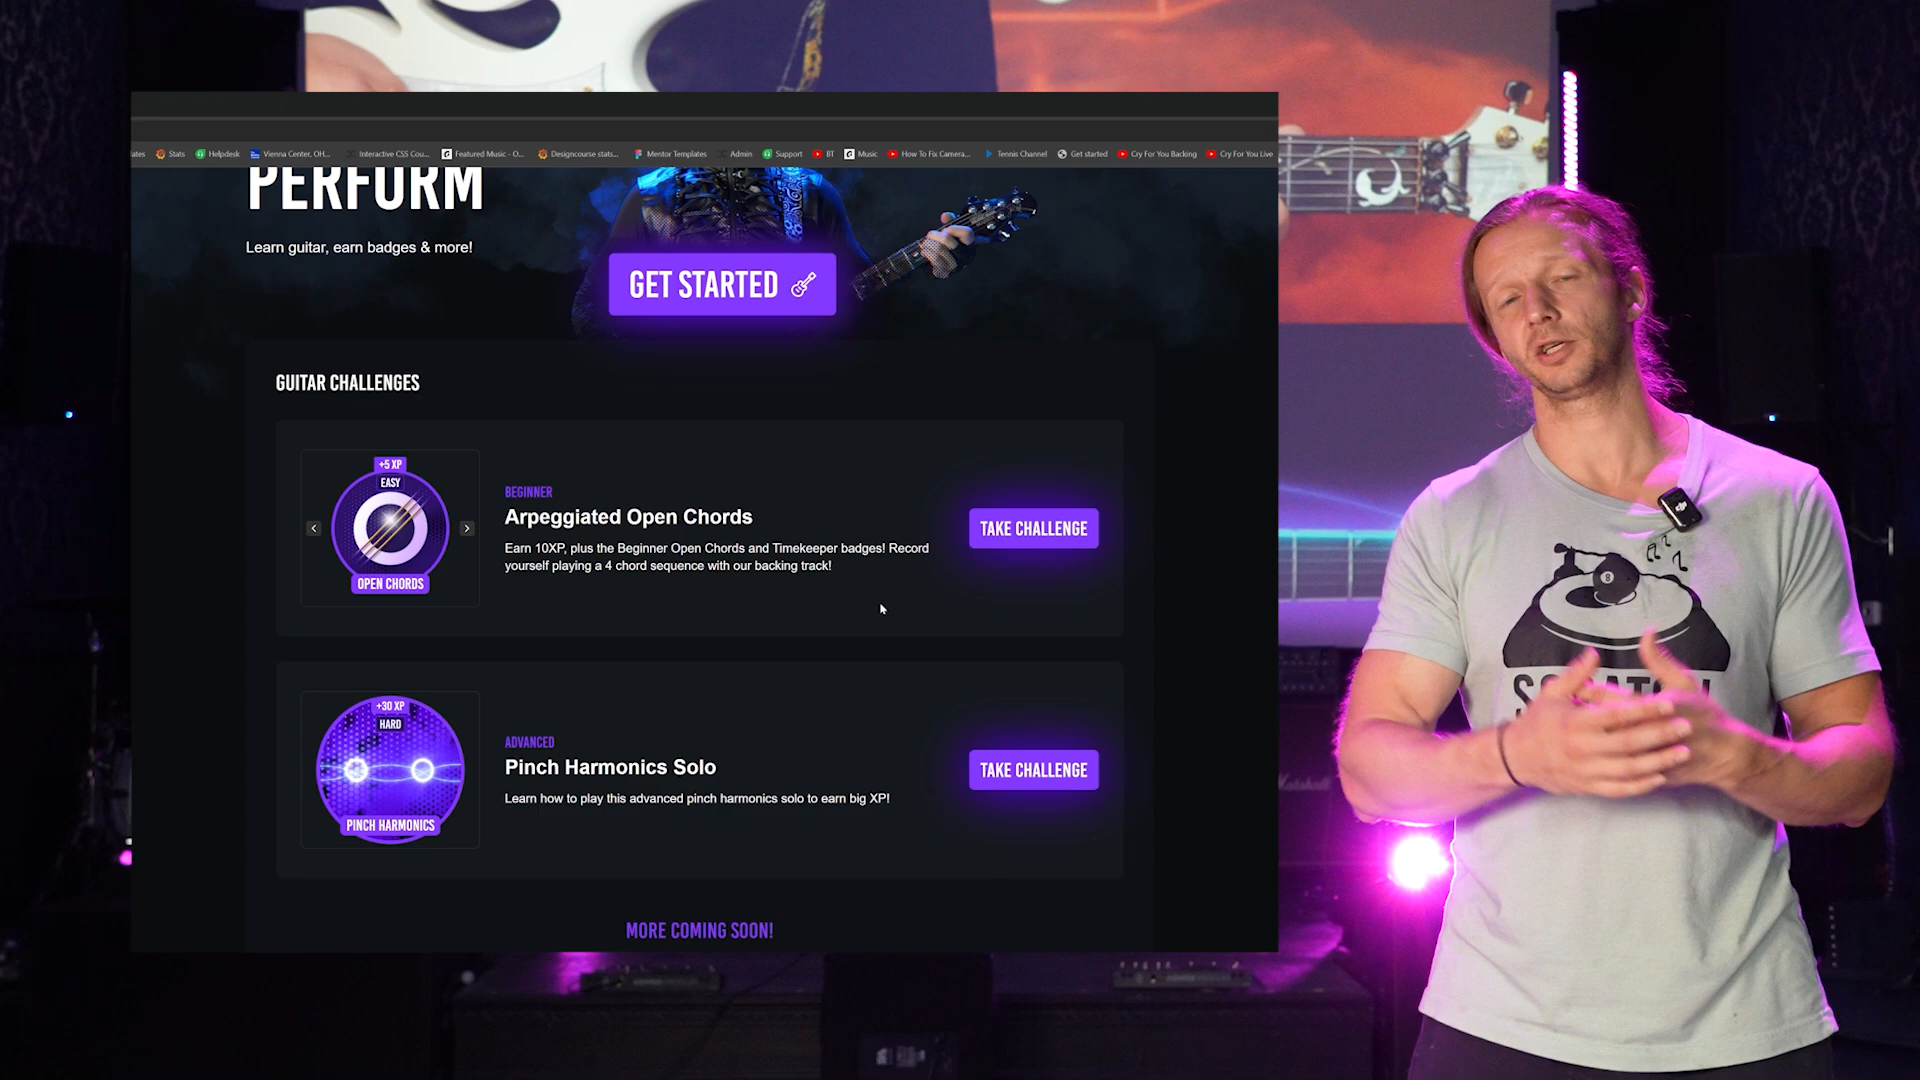 ates Stats Helpdesk Vienna Center, OH... Interactive CSS Cou... Featured Music - O... Designcourse stats... Mentor Templates Admin Support BT Music How To Fix Camera... Tennis Channel Get started Cry For You Backing Cry For You Live
PERFORM
Learn guitar, earn badges & more!
GET STARTED
GUITAR CHALLENGES
+5 XP
EASY
OPEN CHORDS
BEGINNER
Arpeggiated Open Chords
Earn 10XP, plus the Beginner Open Chords and Timekeeper badges! Record
yourself playing a 4 chord sequence with our backing track!
TAKE CHALLENGE
+30 XP
HARD
PINCH HARMONICS
ADVANCED
Pinch Harmonics Solo
Learn how to play this advanced pinch harmonics solo to earn big XP!
TAKE CHALLENGE
MORE COMING SOON!
8
Marshall